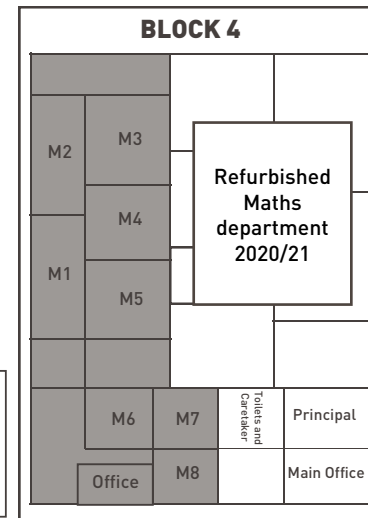 BLOCK 4
M2
M3
Refurbished
Maths
department
2020/21
M4
M1
M5
M6
M7
Toilets and
Caretaker
Principal
Office
M8
Main Office